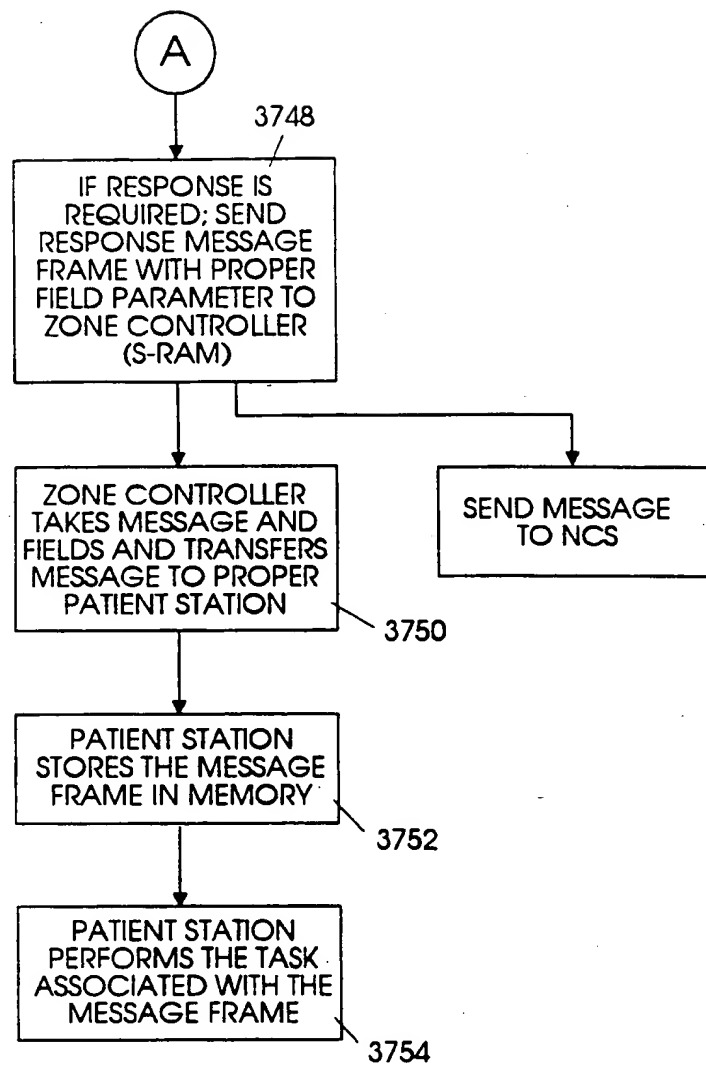 A
3748
IF RESPONSE IS
REQUIRED; SEND
RESPONSE MESSAGE
FRAME WITH PROPER
FIELD PARAMETER TO
ZONE CONTROLLER
(S-RAM)
ZONE CONTROLLER
TAKES MESSAGE AND
FIELDS AND TRANSFERS
MESSAGE TO PROPER
PATIENT STATION
3750
SEND MESSAGE
TO NCS
PATIENT STATION
STORES THE MESSAGE
FRAME IN MEMORY
3752
PATIENT STATION
PERFORMS THE TASK
ASSOCIATED WITH THE
MESSAGE FRAME
3754